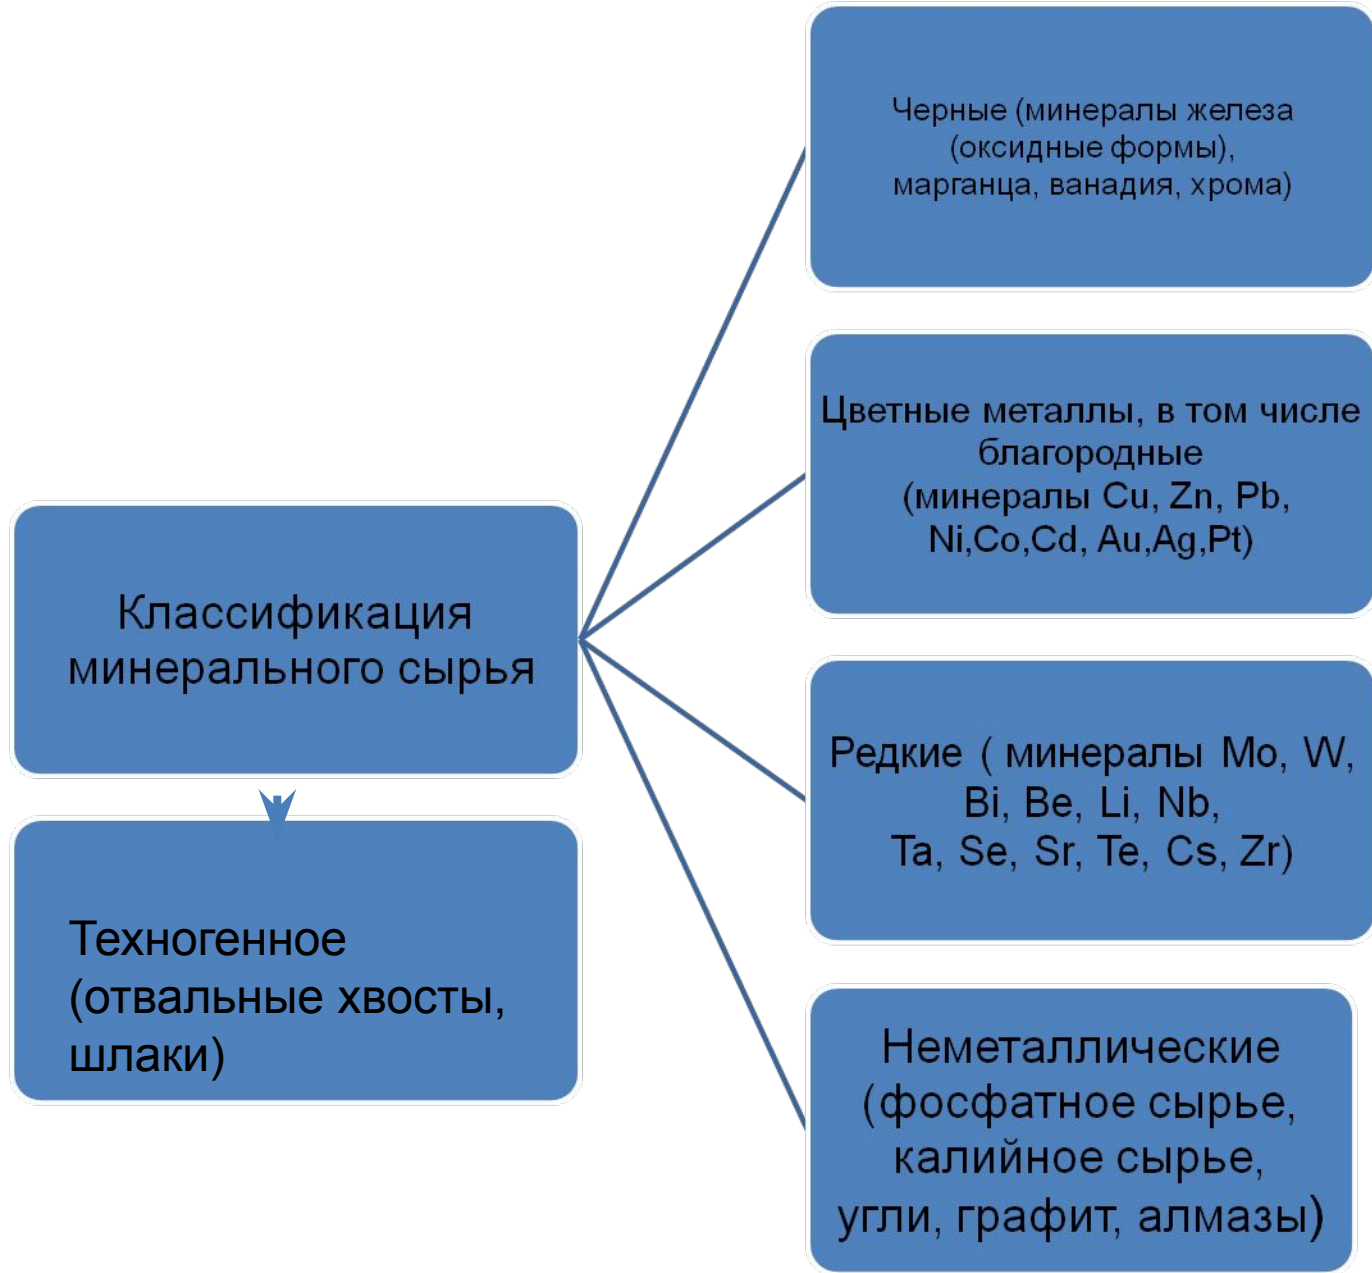 Классификация
минерального сырья
Техногенное
(отвальные хвосты,
шлаки)
Черные (минералы железа
(оксидные формы),
марганца, ванадия, хрома)
Цветные металлы, в том числе
благородные
(минералы Cu, Zn, Pb,
Ni,Co,Cd, Au,Ag,Pt)
Редкие ( минералы Mo, W,
Bi, Be, Li, Nb,
Ta, Se, Sr, Te, Cs, Zr)
Неметаллические
(фосфатное сырье,
калийное сырье,
угли, графит, алмазы)